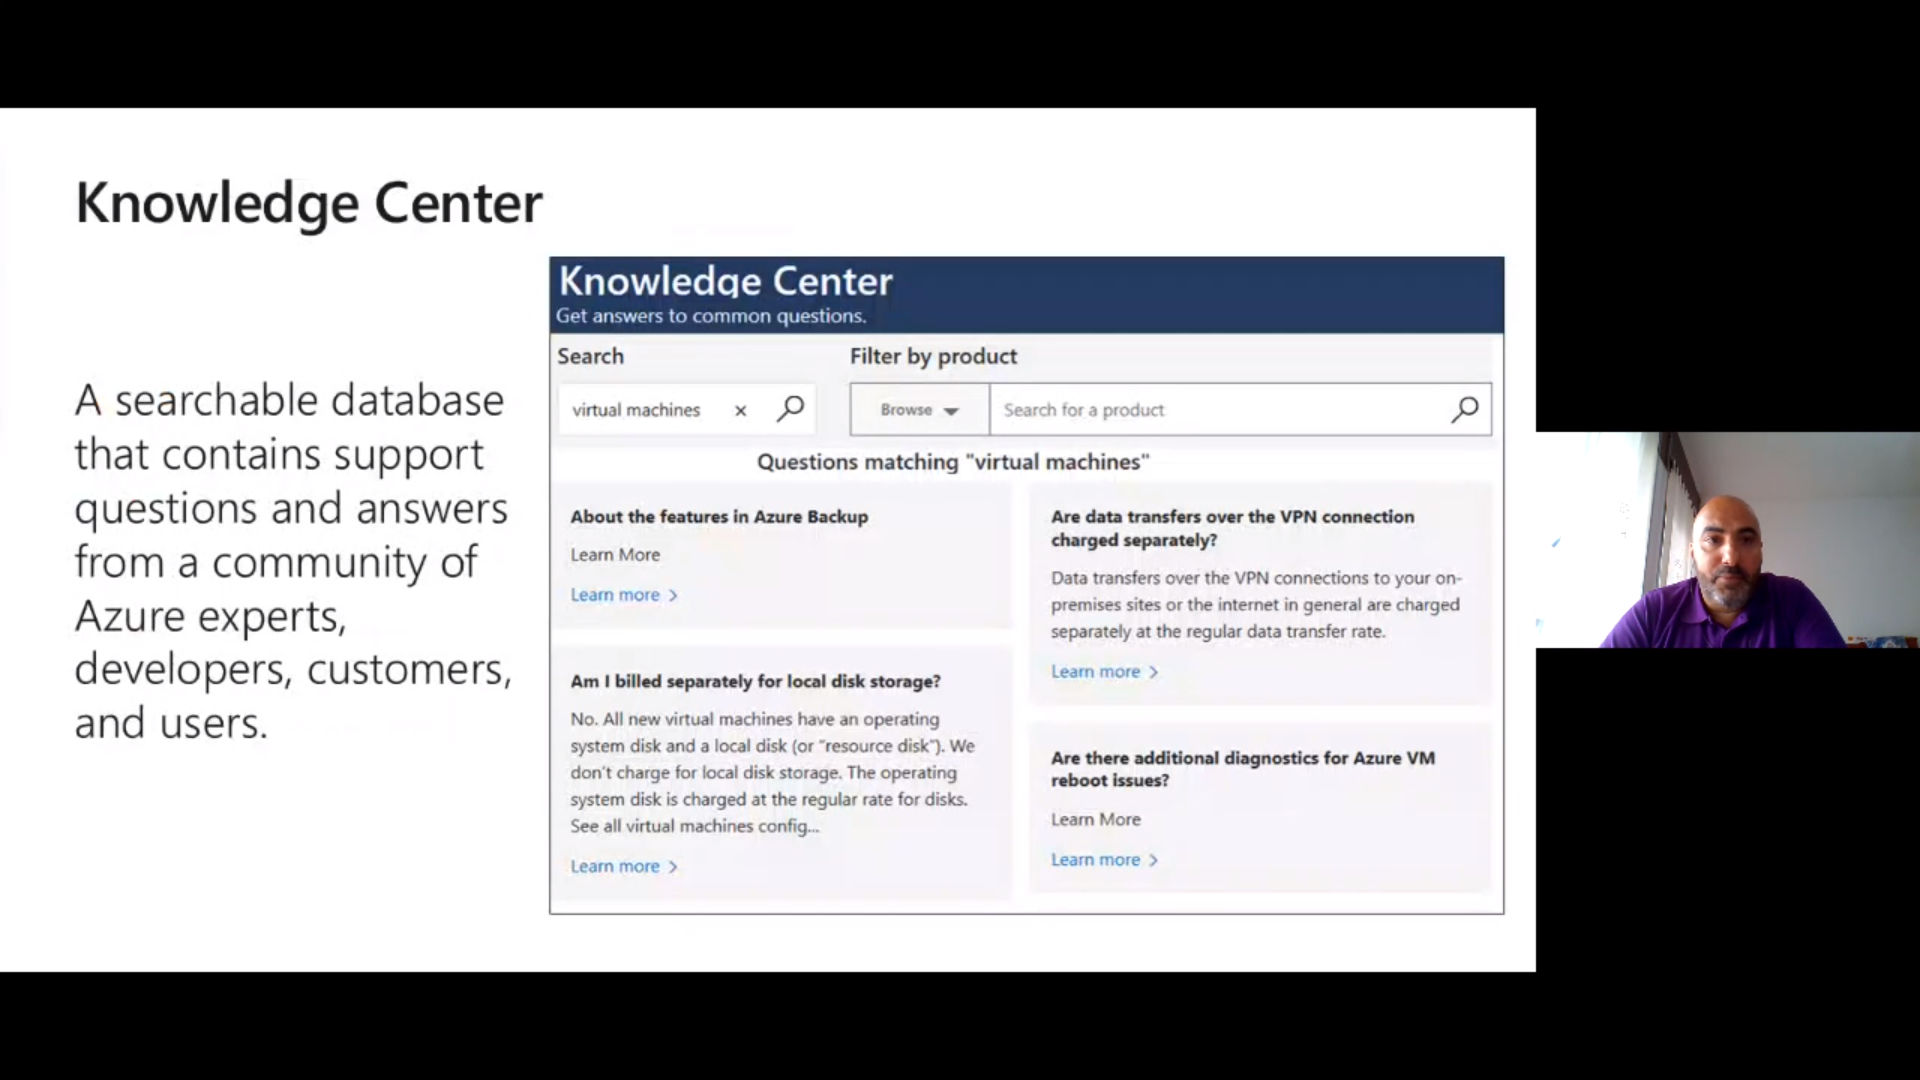 Knowledge Center
A searchable database
that contains support
questions and answers
from a community of
Azure experts,
developers, customers,
and users.
Knowledge Center
Get answers to common questions.
Search
Filter by product
virtual machines
Browse
Search for a product
Questions matching "virtual machines"
About the features in Azure Backup
Learn More
Learn more >
Am I billed separately for local disk storage?
No. All new virtual machines have an operating
system disk and a local disk (or "resource disk"). We
don't charge for local disk storage. The operating
system disk is charged at the regular rate for disks.
See all virtual machines config...
Learn more >
Are data transfers over the VPN connection
charged separately?
Data transfers over the VPN connections to your on-
premises sites or the internet in general are charged
separately at the regular data transfer rate.
Learn more >
Are there additional diagnostics for Azure VM
reboot issues?
Learn More
Learn more >